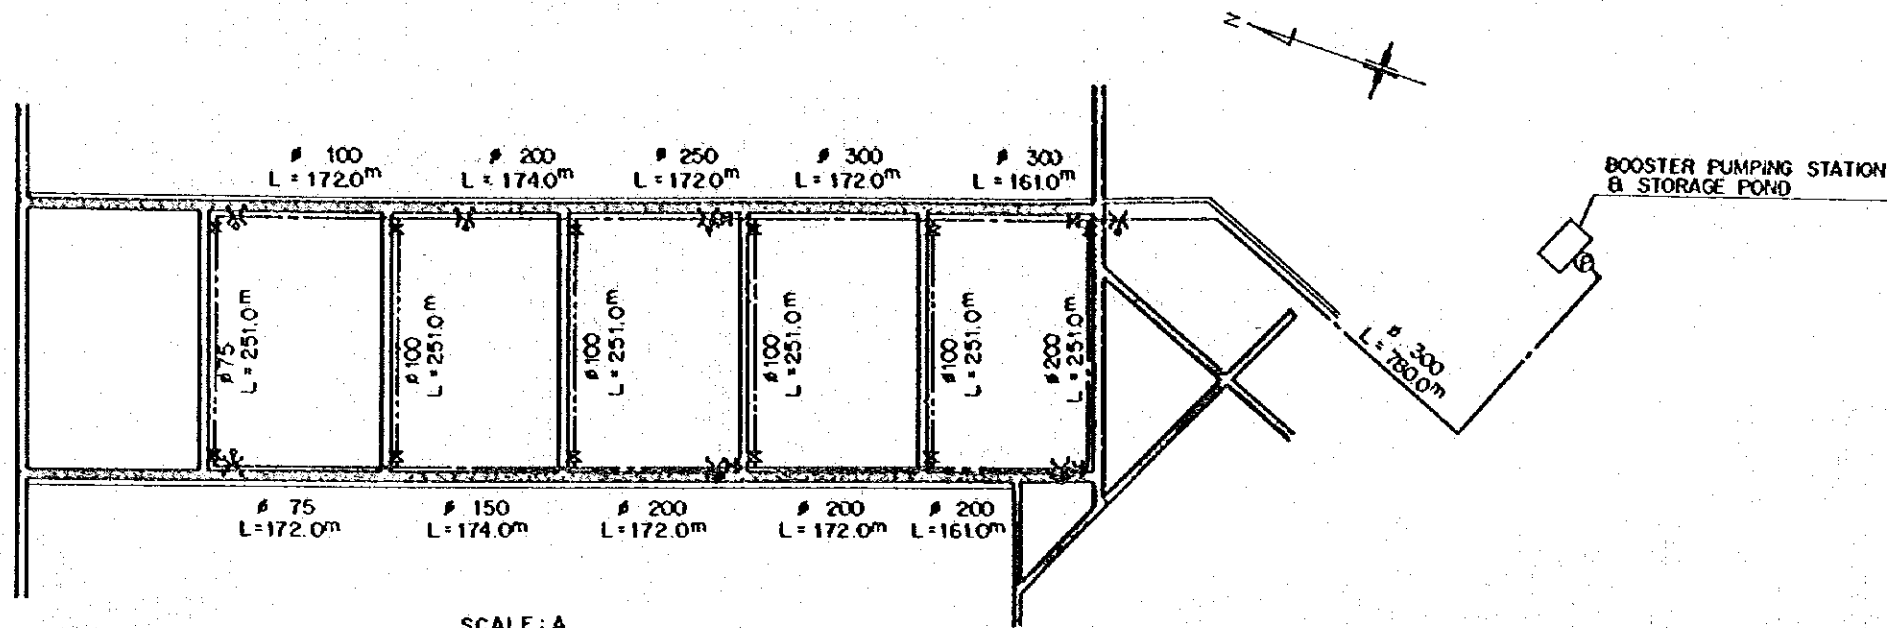 N
ø 100
L = 172.0m
ø 200
L = 174.0m
ø 250
L = 172.0m
ø 300
L = 172.0m
ø 300
L = 161.0m
BOOSTER PUMPING STATION
& STORAGE POND
P
ø 75
L = 251.0m
ø 100
L = 251.0m
ø 100
L = 251.0m
ø 100
L = 251.0m
ø 100
L = 251.0m
ø 200
L = 251.0m
ø 300
L = 780.0m
ø 75
L = 172.0m
ø 150
L = 174.0m
ø 200
L = 172.0m
ø 200
L = 172.0m
ø 200
L = 161.0m
SCALE : A